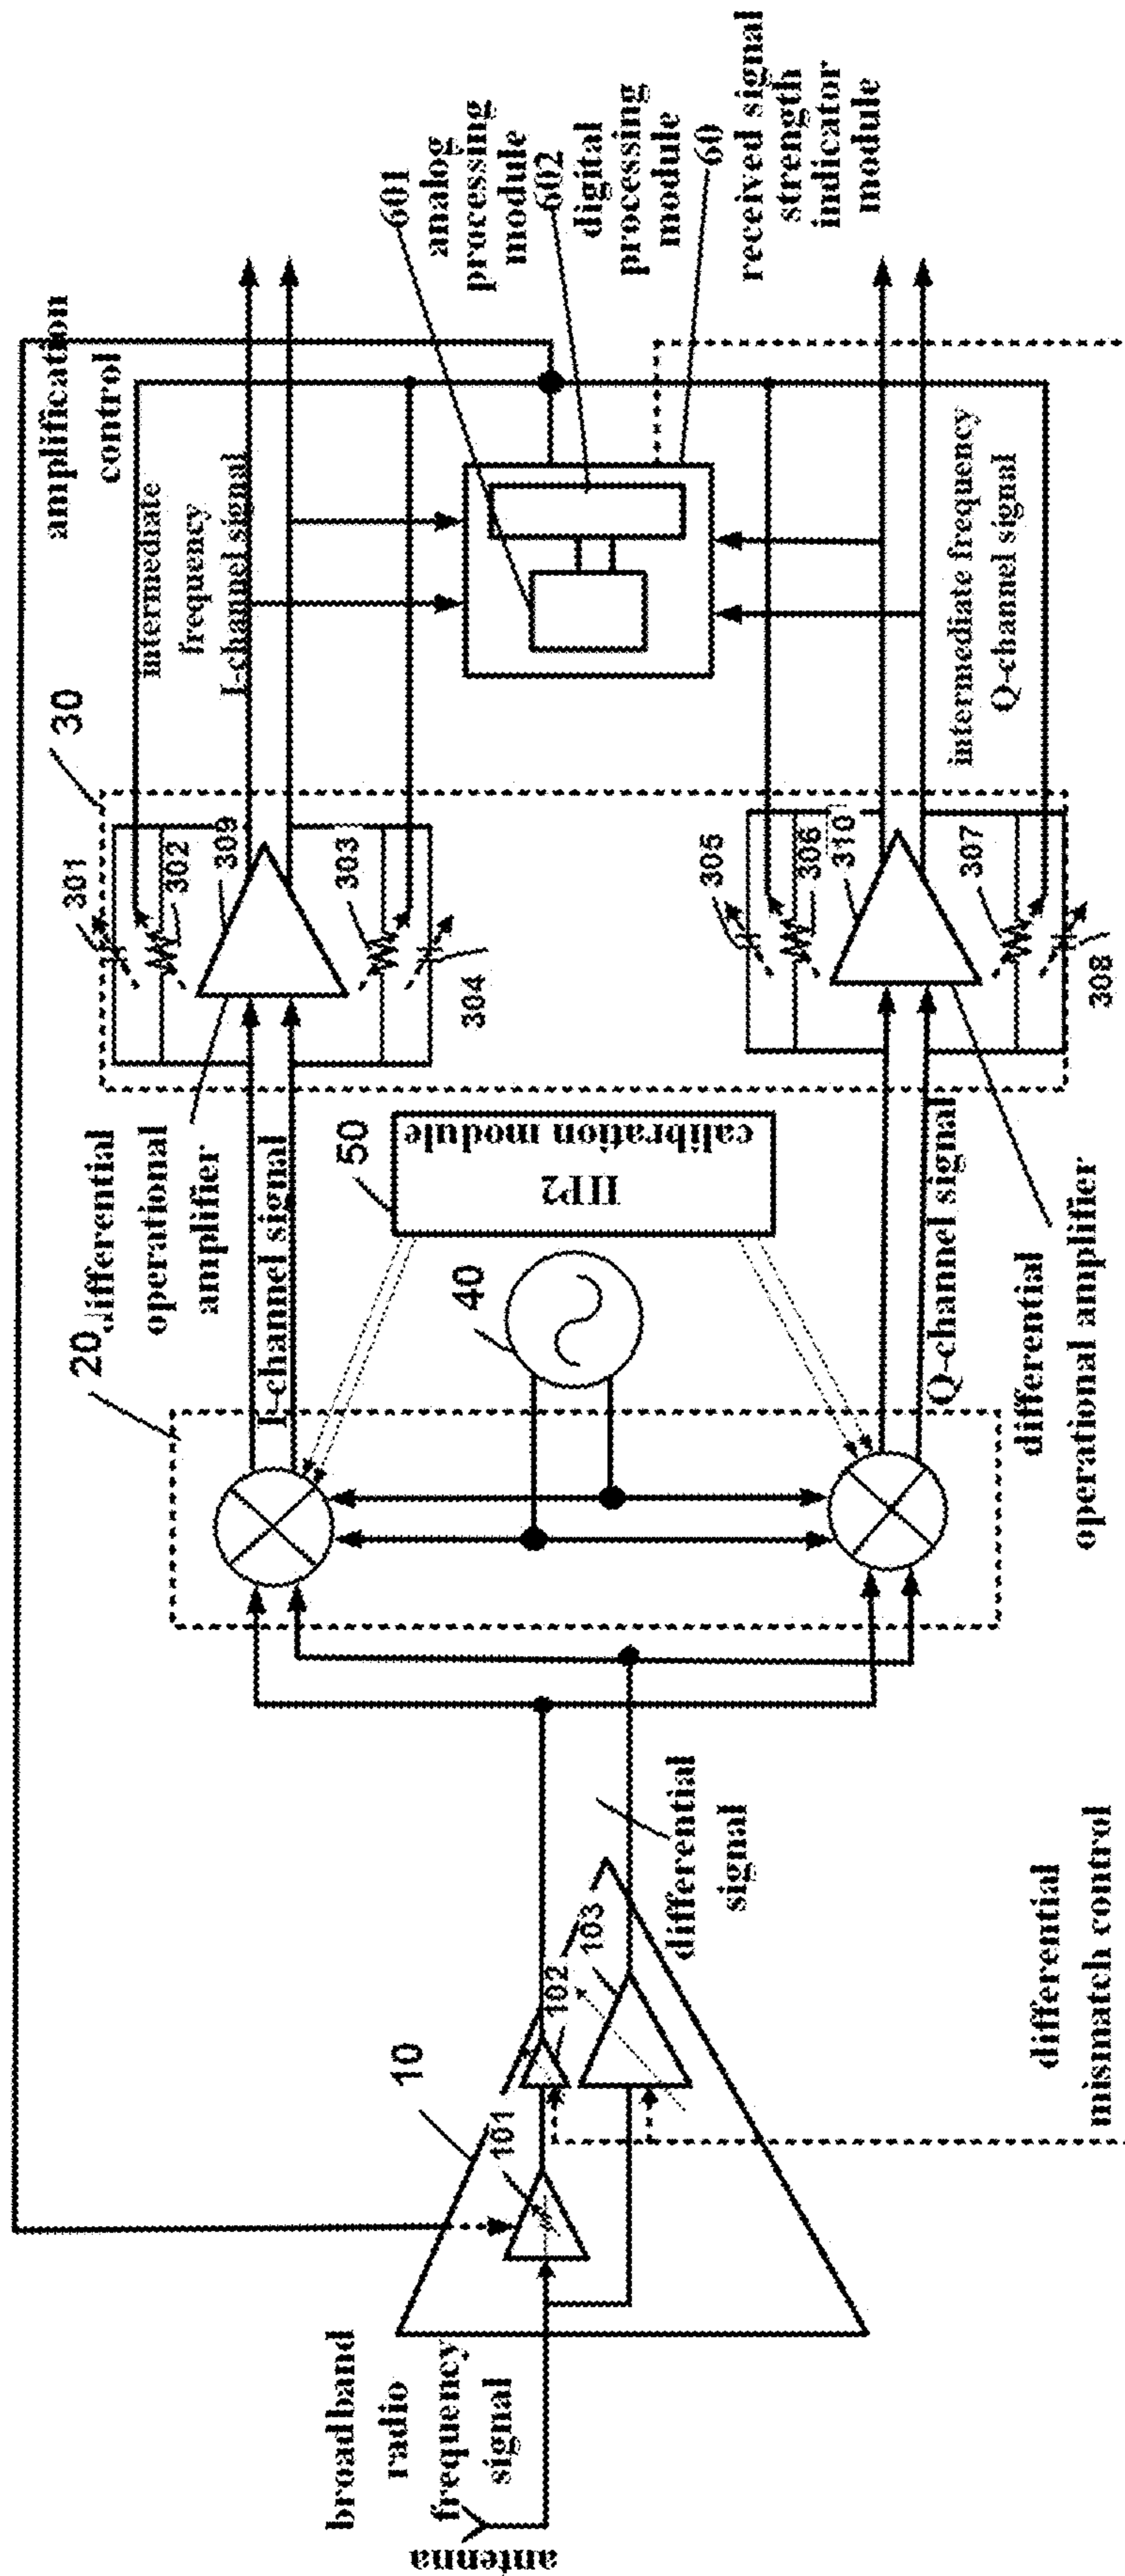 antenna
broadband
radio
frequency
signal
10
101
102
103
differential
signal
differential
mismatch control
20
I-channel signal
Q-channel signal
40
50
IIP2
calibration module
differential
operational
amplifier
differential
operational amplifier
30
301
302
309
303
304
305
306
310
307
308
intermediate
frequency
I-channel signal
intermediate frequency
Q-channel signal
amplification
control
601
analog
processing
module
602
digital
processing
module
60
received signal
strength
indicator
module